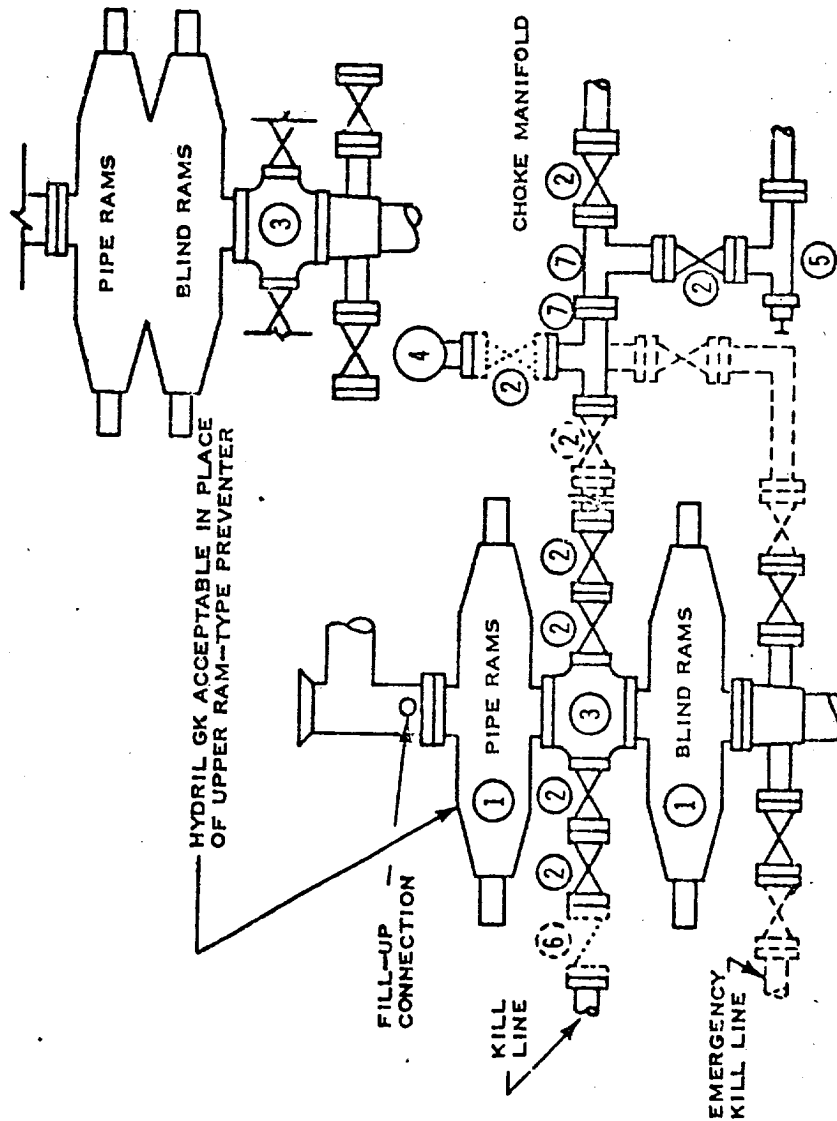 HYDRIL GK ACCEPTABLE IN PLACE
OF UPPER RAM-TYPE PREVENTER
PIPE RAMS
BLIND RAMS
3
FILL-UP
CONNECTION
1
PIPE RAMS
4
2
CHOKE MANIFOLD
KILL
LINE
6
2
2
3
2
2
2
7
7
2
2
5
1
BLIND RAMS
EMERGENCY
KILL LINE